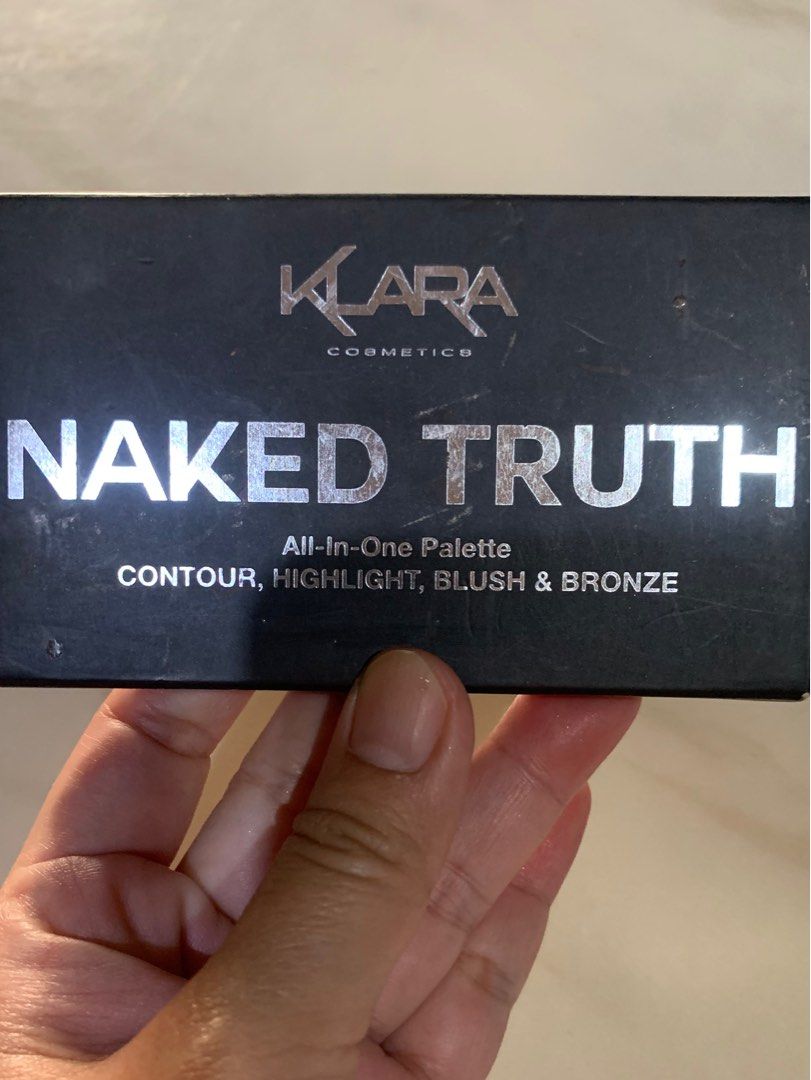 KLARA
COSMETICS
NAKED TRUTH
All-In-One Palette
CONTOUR, HIGHLIGHT, BLUSH & BRONZE